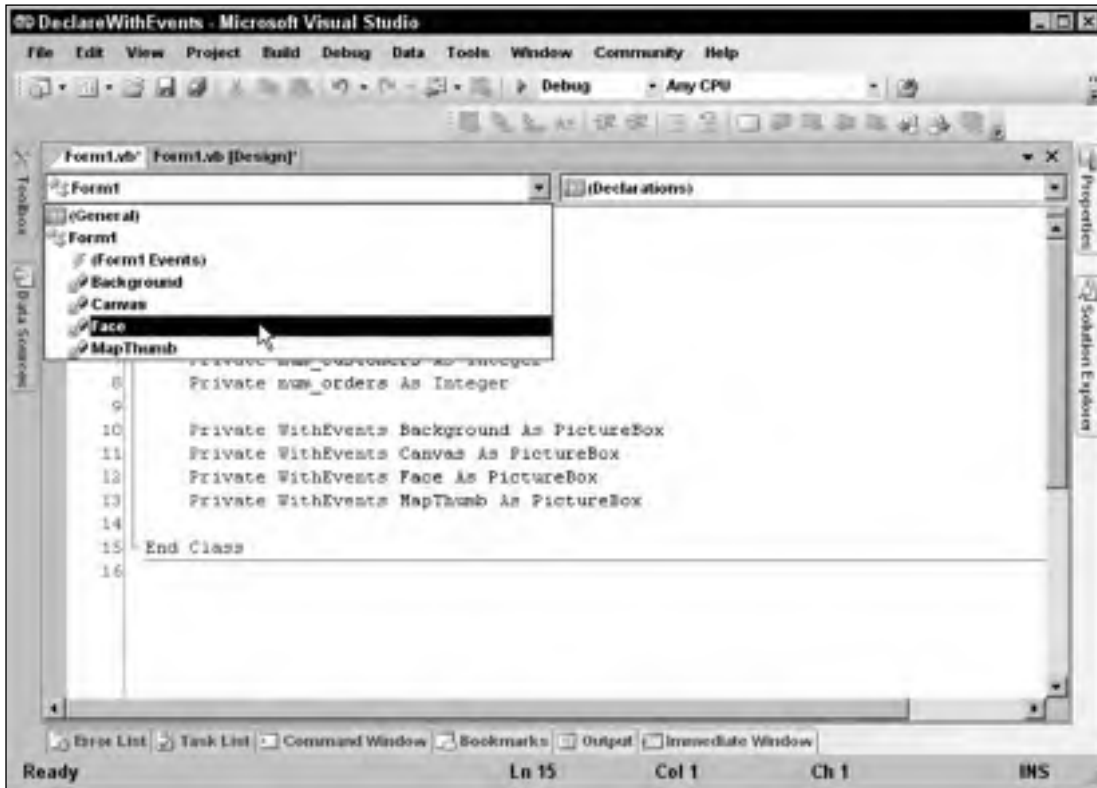 DeclareWithEvents - Microsoft Visual Studio
File Edit View Project Build Debug Data Tools Window Community Help
Debug Any CPU
Form1.vb* Form1.vb [Design]*
Form1 (Declarations)
(General)
Form1
(Form1 Events)
Background
Canvas
Face
MapThumb
Private num_customers As Integer
8 Private num_orders As Integer
9
10 Private WithEvents Background As PictureBox
11 Private WithEvents Canvas As PictureBox
12 Private WithEvents Face As PictureBox
13 Private WithEvents MapThumb As PictureBox
14
15 End Class
16
Toolbox
Data Sources
Properties
Solution Explorer
Error List Task List Command Window Bookmarks Output Immediate Window
Ready Ln 15 Col 1 Ch 1 INS